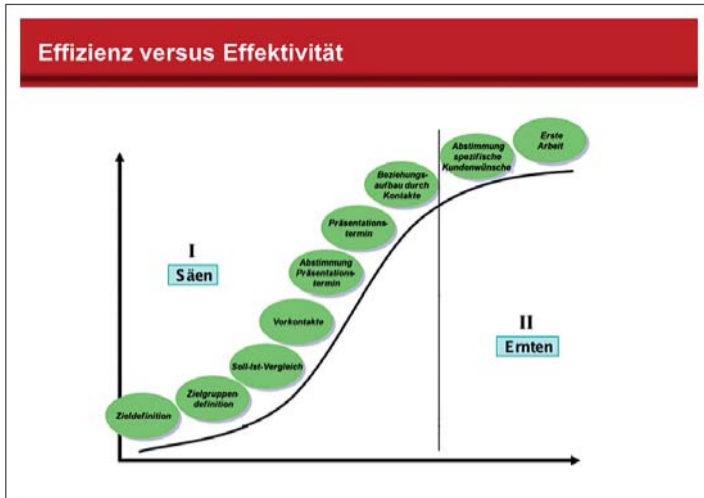 Effizienz versus Effektivität
Erste
Arbeit
Abstimmung
spezifische
Kundenwünsche
Beziehungs-
aufbau durch
Kontakte
Präsentations-
termin
I
Säen
Abstimmung
Präsentations-
termin
Vorkontakte
II
Ernten
Soll-Ist-Vergleich
Zielgruppen
definition
Zieldefinition